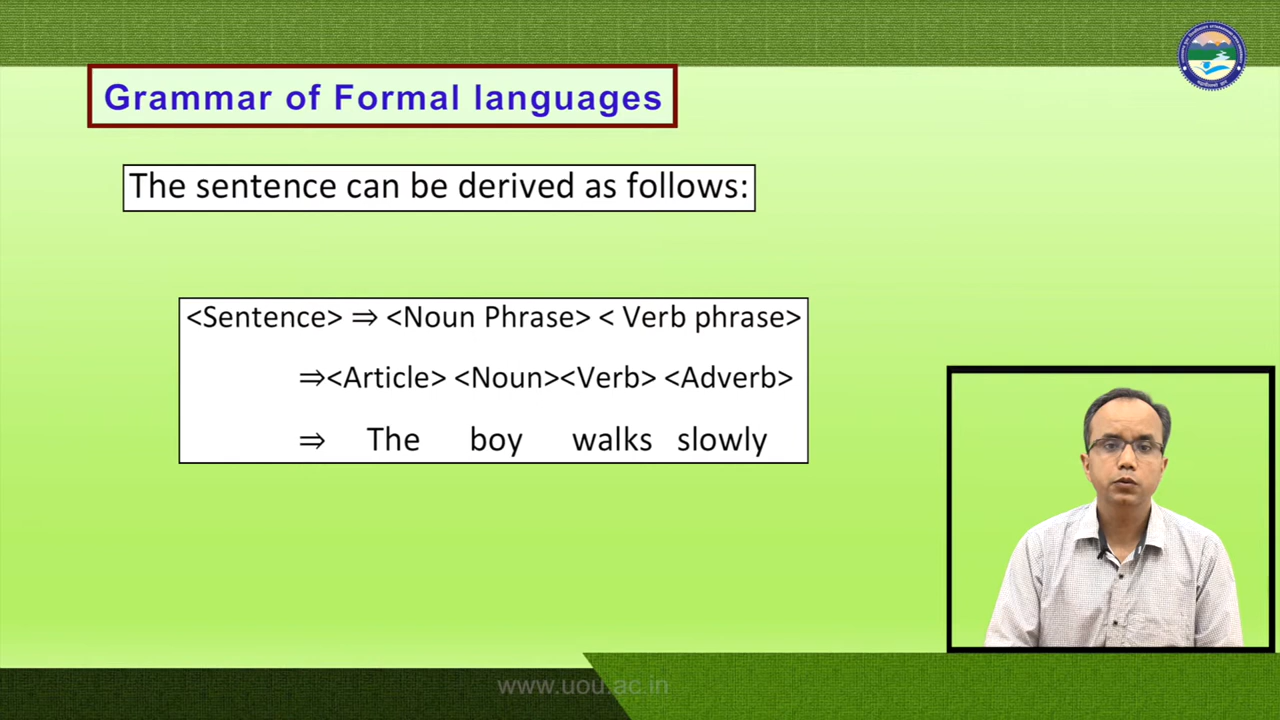 Grammar of Formal languages
The sentence can be derived as follows:
<Sentence> ⇒ <Noun Phrase> < Verb phrase>
⇒<Article> <Noun><Verb> <Adverb>
⇒ The boy walks slowly
www.uou.ac.in